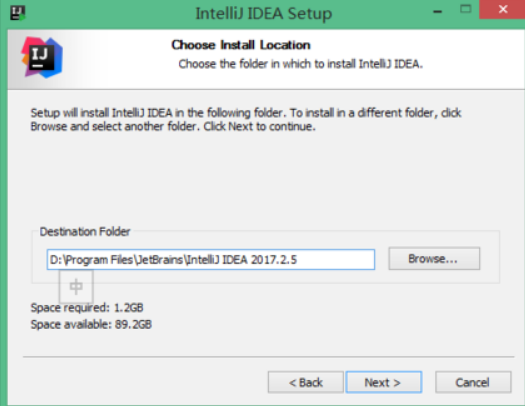 IntelliJ IDEA Setup
IJ
Choose Install Location
Choose the folder in which to install IntelliJ IDEA.
Setup will install IntelliJ IDEA in the following folder. To install in a different folder, click
Browse and select another folder. Click Next to continue.
Destination Folder
D:\Program Files\JetBrains\IntelliJ IDEA 2017.2.5
Browse...
中
Space required: 1.2GB
Space available: 89.2GB
< Back
Next >
Cancel